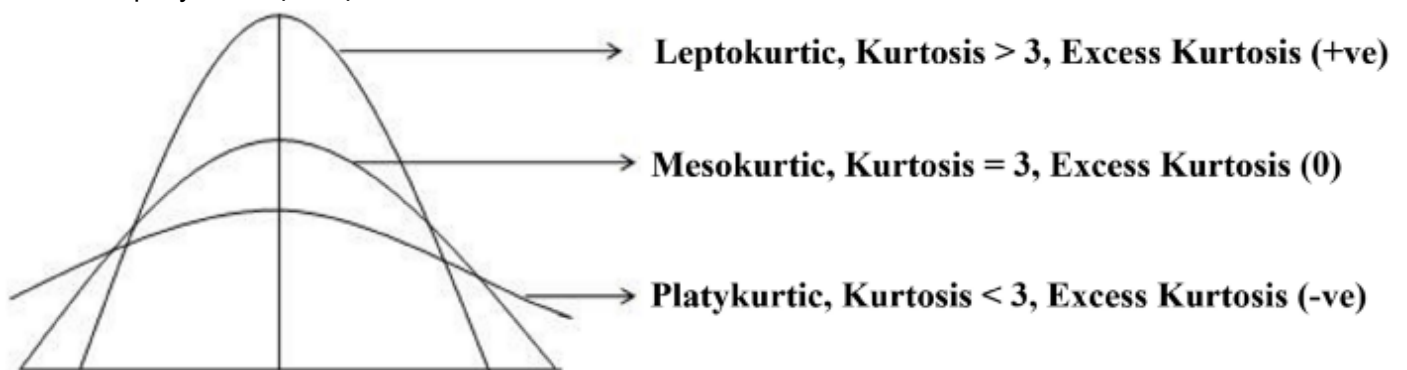 Leptokurtic, Kurtosis > 3, Excess Kurtosis (+ve)
Mesokurtic, Kurtosis = 3, Excess Kurtosis (0)
Platykurtic, Kurtosis < 3, Excess Kurtosis (-ve)